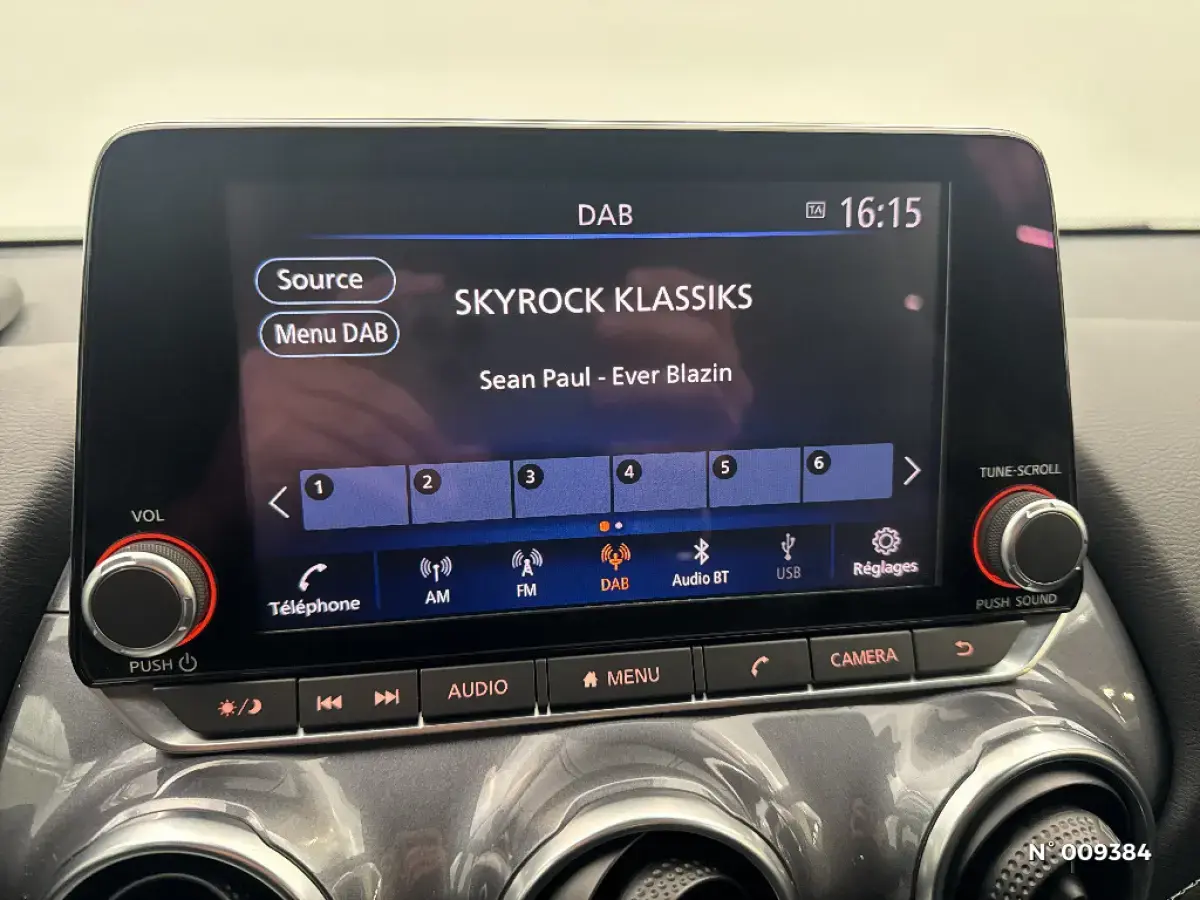 DAB
TA 16:15
Source
SKYROCK KLASSIKS
Menu DAB
Sean Paul - Ever Blazin
1 2 3 4 5 6
Téléphone AM FM DAB Audio BT USB Réglages
VOL
PUSH
TUNE-SCROLL
PUSH SOUND
AUDIO MENU CAMERA
N° 009384